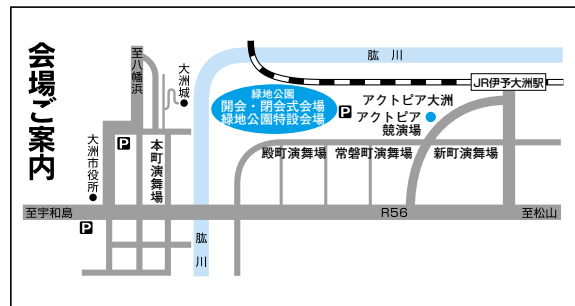 会場ご案内
至八幡浜
大洲城
肱川
JR伊予大洲駅
緑地公園
開会・閉会式会場
緑地公園特設会場
P
アクトピア大洲
アクトピア
競演場
P
本町演舞場
大洲市役所
殿町演舞場
常磐町演舞場
新町演舞場
至宇和島
R56
至松山
P
肱川